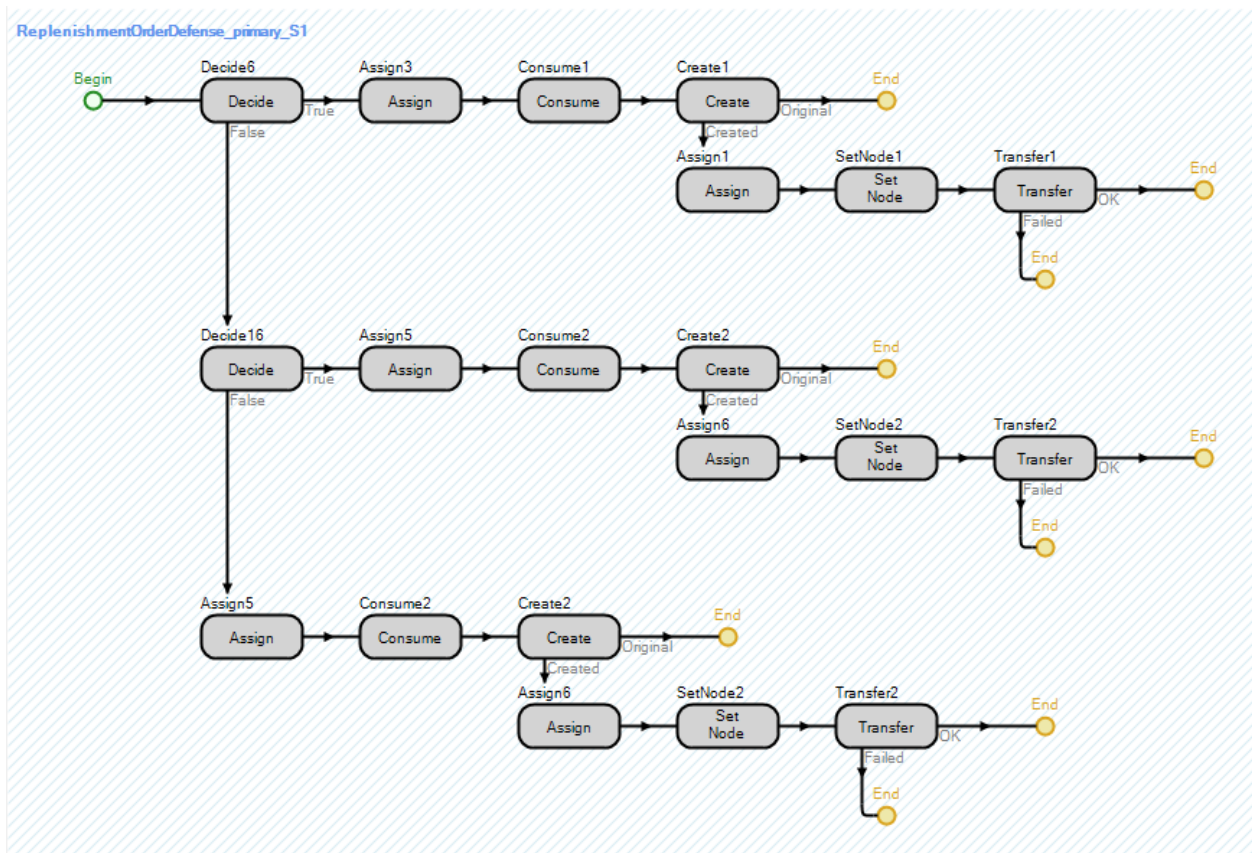 ReplenishmentOrderDefense_primary_S1
Begin
Decide6
Decide
True
False
Assign3
Assign
Consume1
Consume
Create1
Create
Original
Created
End
Assign1
Assign
SetNode1
Set
Node
Transfer1
Transfer
OK
Failed
End
End
Decide16
Decide
True
False
Assign5
Assign
Consume2
Consume
Create2
Create
Original
Created
End
Assign6
Assign
SetNode2
Set
Node
Transfer2
Transfer
OK
Failed
End
End
Assign5
Assign
Consume2
Consume
Create2
Create
Original
Created
End
Assign6
Assign
SetNode2
Set
Node
Transfer2
Transfer
OK
Failed
End
End